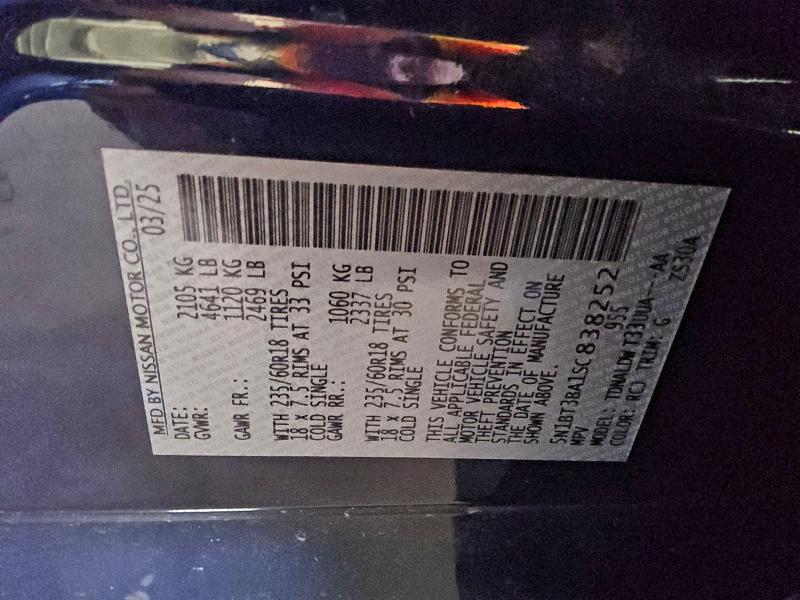 MFD BY NISSAN MOTOR CO., LTD.
DATE: 03/25
GVWR: 2105 KG
4641 LB
GAWR FR.: 1120 KG
2469 LB
WITH 235/60R18 TIRES
18 X 7.5 RIMS AT 33 PSI
COLD SINGLE
GAWR RR.: 1060 KG
2337 LB
WITH 235/60R18 TIRES
18 X 7.5 RIMS AT 30 PSI
COLD SINGLE
THIS VEHICLE CONFORMS TO
ALL APPLICABLE FEDERAL
MOTOR VEHICLE SAFETY AND
THEFT PREVENTION
STANDARDS IN EFFECT ON
THE DATE OF MANUFACTURE
SHOWN ABOVE.
5N1BT3BA1SC838252
MPV 955
MODEL: TDNALDWT33UUA---AA
COLOR: RCJ TRIM: G ZS30A